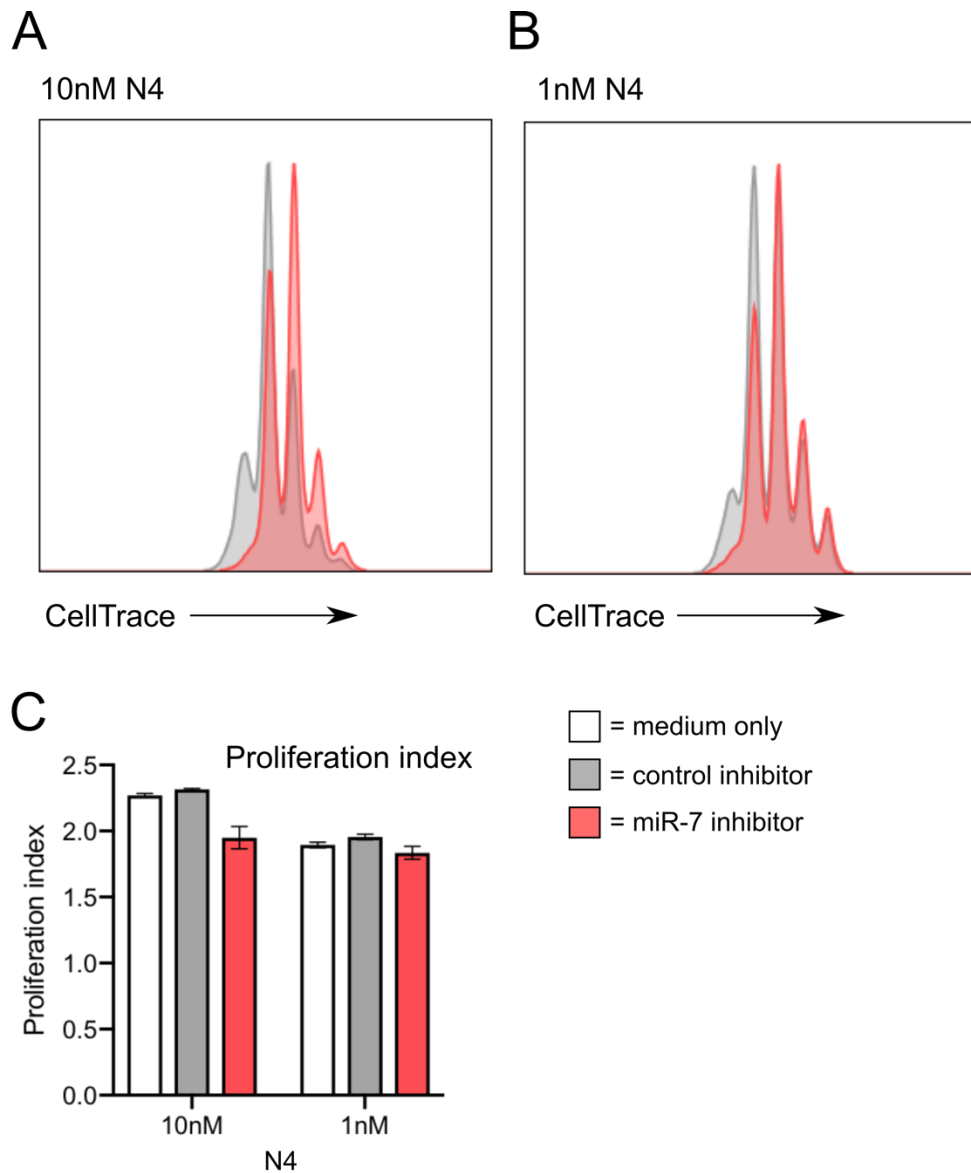 A
10nM N4
CellTrace
B
1nM N4
CellTrace
C
Proliferation index
Proliferation index
2.5
2.0
1.5
1.0
0.5
0.0
10nM
1nM
N4
= medium only
= control inhibitor
= miR-7 inhibitor